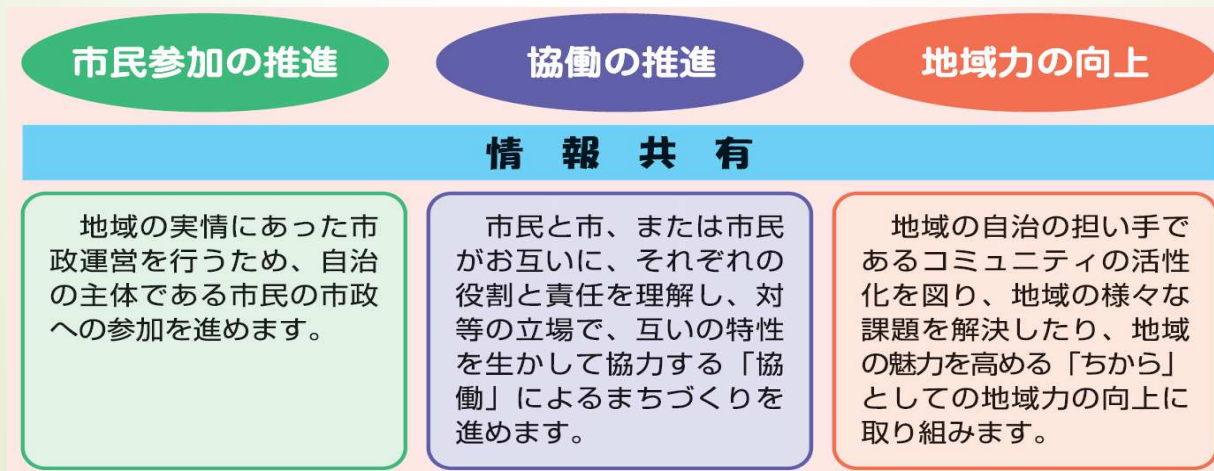 市民参加の推進
協働の推進
地域力の向上
情報共有
　地域の実情にあった市
政運営を行うため、自治
の主体である市民の市政
への参加を進めます。
　市民と市、または市民
がお互いに、それぞれの
役割と責任を理解し、対
等の立場で、互いの特性
を生かして協力する「協
働」によるまちづくりを
進めます。
　地域の自治の担い手で
あるコミュニティの活性
化を図り、地域の様々な
課題を解決したり、地域
の魅力を高める「ちから」
としての地域力の向上に
取り組みます。